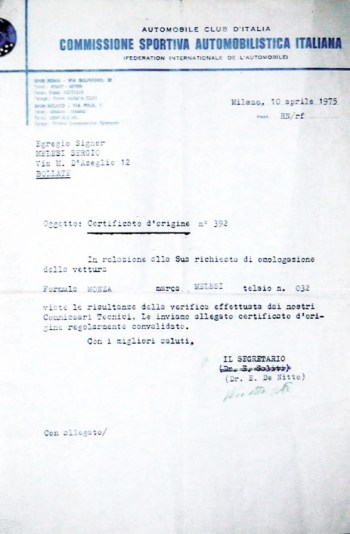 AUTOMOBILE CLUB D'ITALIA
COMMISSIONE SPORTIVA AUTOMOBILISTICA ITALIANA
(FEDERATION INTERNATIONALE DE L'AUTOMOBILE)
Milano, 10 aprile 1975
HN/rf
Egregio Signor
MELESI SERGIO
Via M. D'Azeglio 12
BOLLATE
Oggetto: Certificato d'origine n° 392
In relazione alla Sua richiesta di omologazione
della vettura
Formula MONZA marca MELESI telaio n. 032
viste le risultanze della verifica effettuata dai nostri
Commissari Tecnici. Le inviamo allegato certificato d'ori-
gine regolarmente convalidato.
Con i migliori saluti,
IL SEGRETARIO
(Dr. E. De Nitto)
Con allegato/